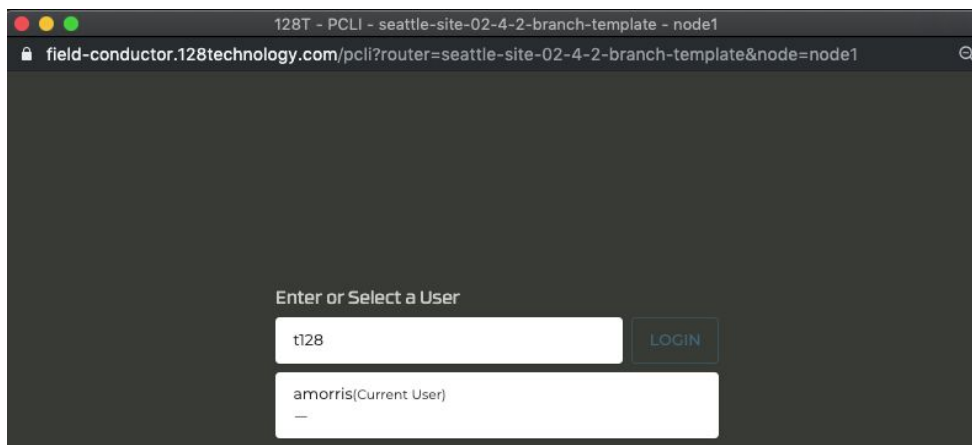 128T - PCLI - seattle-site-02-4-2-branch-template - node1
field-conductor.128technology.com/pcli?router=seattle-site-02-4-2-branch-template&node=node1
Enter or Select a User
t128
LOGIN
amorris(Current User)
—